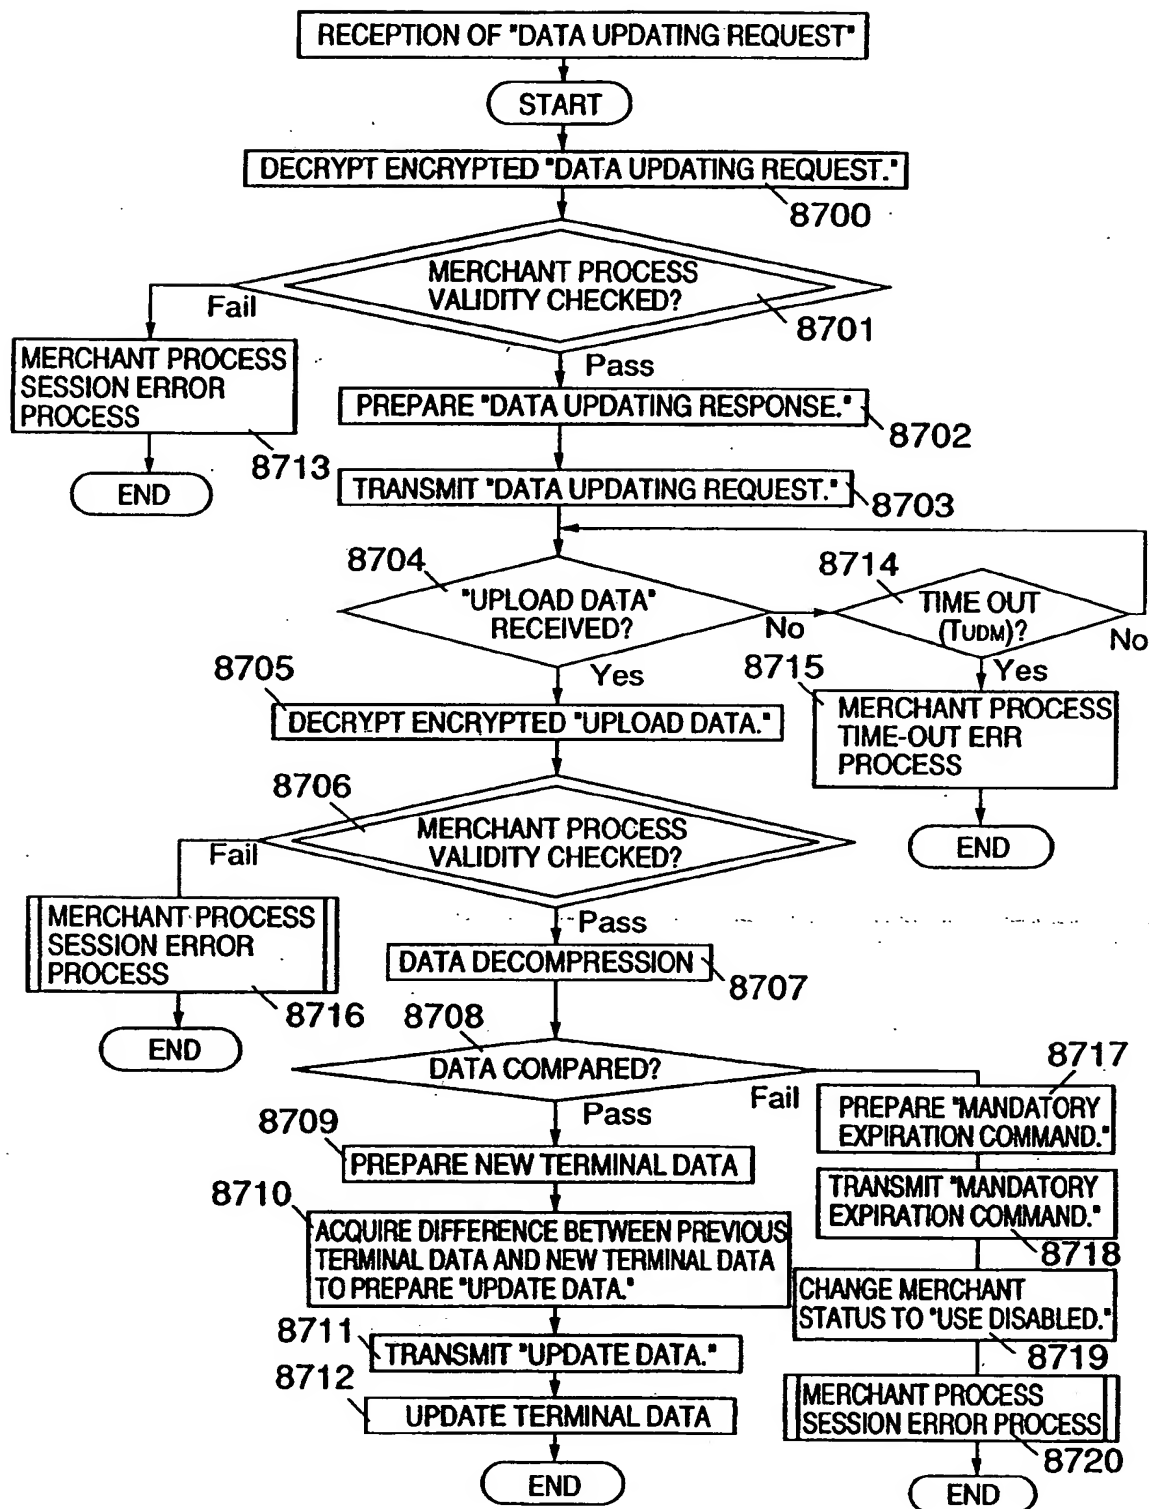 RECEPTION OF "DATA UPDATING REQUEST"
START
DECRYPT ENCRYPTED "DATA UPDATING REQUEST."
8700
MERCHANT PROCESS
VALIDITY CHECKED?
8701
Fail
Pass
MERCHANT PROCESS
SESSION ERROR
PROCESS
8713
END
PREPARE "DATA UPDATING RESPONSE."
8702
TRANSMIT "DATA UPDATING REQUEST."
8703
8704
"UPLOAD DATA"
RECEIVED?
No
Yes
8714
TIME OUT
(TUDM)?
No
Yes
8715
MERCHANT PROCESS
TIME-OUT ERR
PROCESS
END
8705
DECRYPT ENCRYPTED "UPLOAD DATA."
8706
MERCHANT PROCESS
VALIDITY CHECKED?
Fail
Pass
MERCHANT PROCESS
SESSION ERROR
PROCESS
8716
END
DATA DECOMPRESSION
8707
8708
DATA COMPARED?
Fail
Pass
8717
PREPARE "MANDATORY
EXPIRATION COMMAND."
TRANSMIT "MANDATORY
EXPIRATION COMMAND."
8718
CHANGE MERCHANT
STATUS TO "USE DISABLED."
8719
MERCHANT PROCESS
SESSION ERROR PROCESS
8720
END
8709
PREPARE NEW TERMINAL DATA
8710
ACQUIRE DIFFERENCE BETWEEN PREVIOUS
TERMINAL DATA AND NEW TERMINAL DATA
TO PREPARE "UPDATE DATA."
8711
TRANSMIT "UPDATE DATA."
8712
UPDATE TERMINAL DATA
END